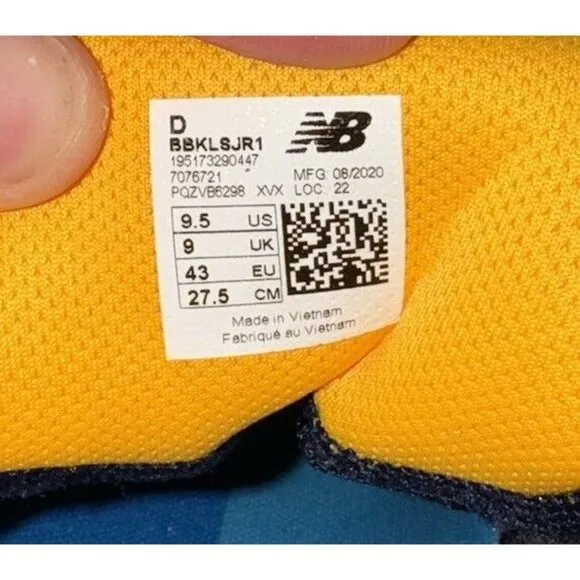 D
BBKLSJR1
NB
195173290447
7076721 MFG: 08/2020
PQZVB6298 XVX LOC: 22
9.5 US
9 UK
43 EU
27.5 CM
Made in Vietnam
Fabriqué au Vietnam